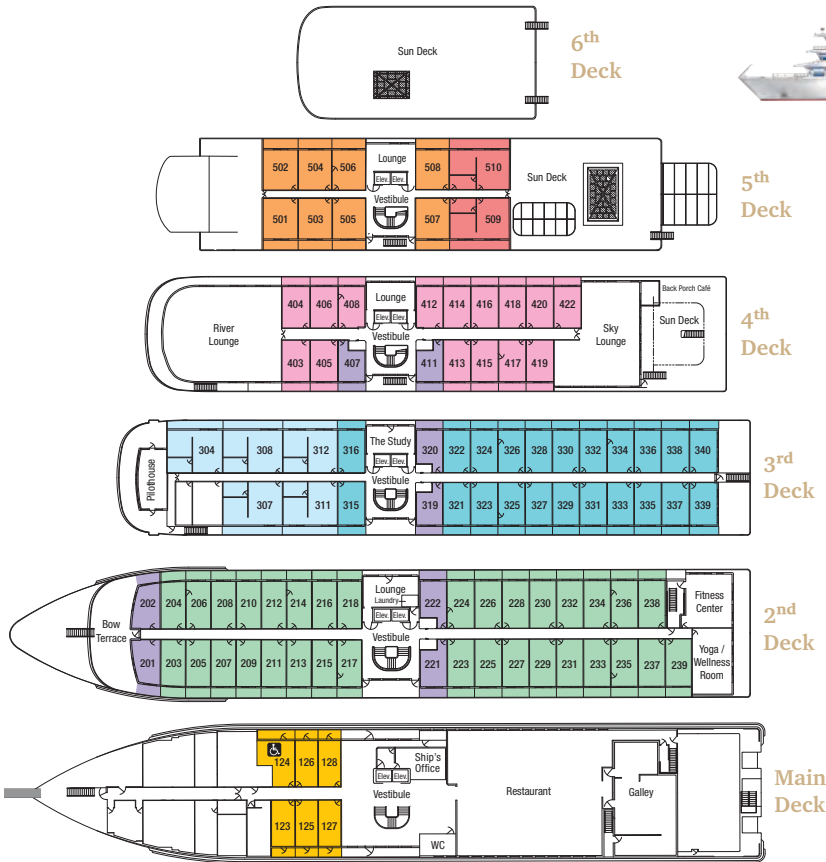 Sun Deck
6th
Deck
502 504 506 Lounge 508 510
Elev. Elev.
Sun Deck
Vestibule
501 503 505 507 509
5th
Deck
404 406 408 Lounge 412 414 416 418 420 422
Back Porch Café
Elev. Elev.
River
Lounge
Vestibule
Sky
Lounge
Sun Deck
403 405 407 411 413 415 417 419
4th
Deck
304 308 312 316 The Study 320 322 324 326 328 330 332 334 336 338 340
Elev. Elev.
Pilothouse
Vestibule
307 311 315 319 321 323 325 327 329 331 333 335 337 339
3rd
Deck
202 204 206 208 210 212 214 216 218 Lounge 222 224 226 228 230 232 234 236 238
Laundry
Elev. Elev.
Fitness
Center
Bow
Terrace
Vestibule
201 203 205 207 209 211 213 215 217 221 223 225 227 229 231 233 235 237 239
Yoga /
Wellness
Room
2nd
Deck
124 126 128
Ship's
Office
Elev. Elev.
Vestibule
Restaurant
Galley
123 125 127
WC
Main
Deck